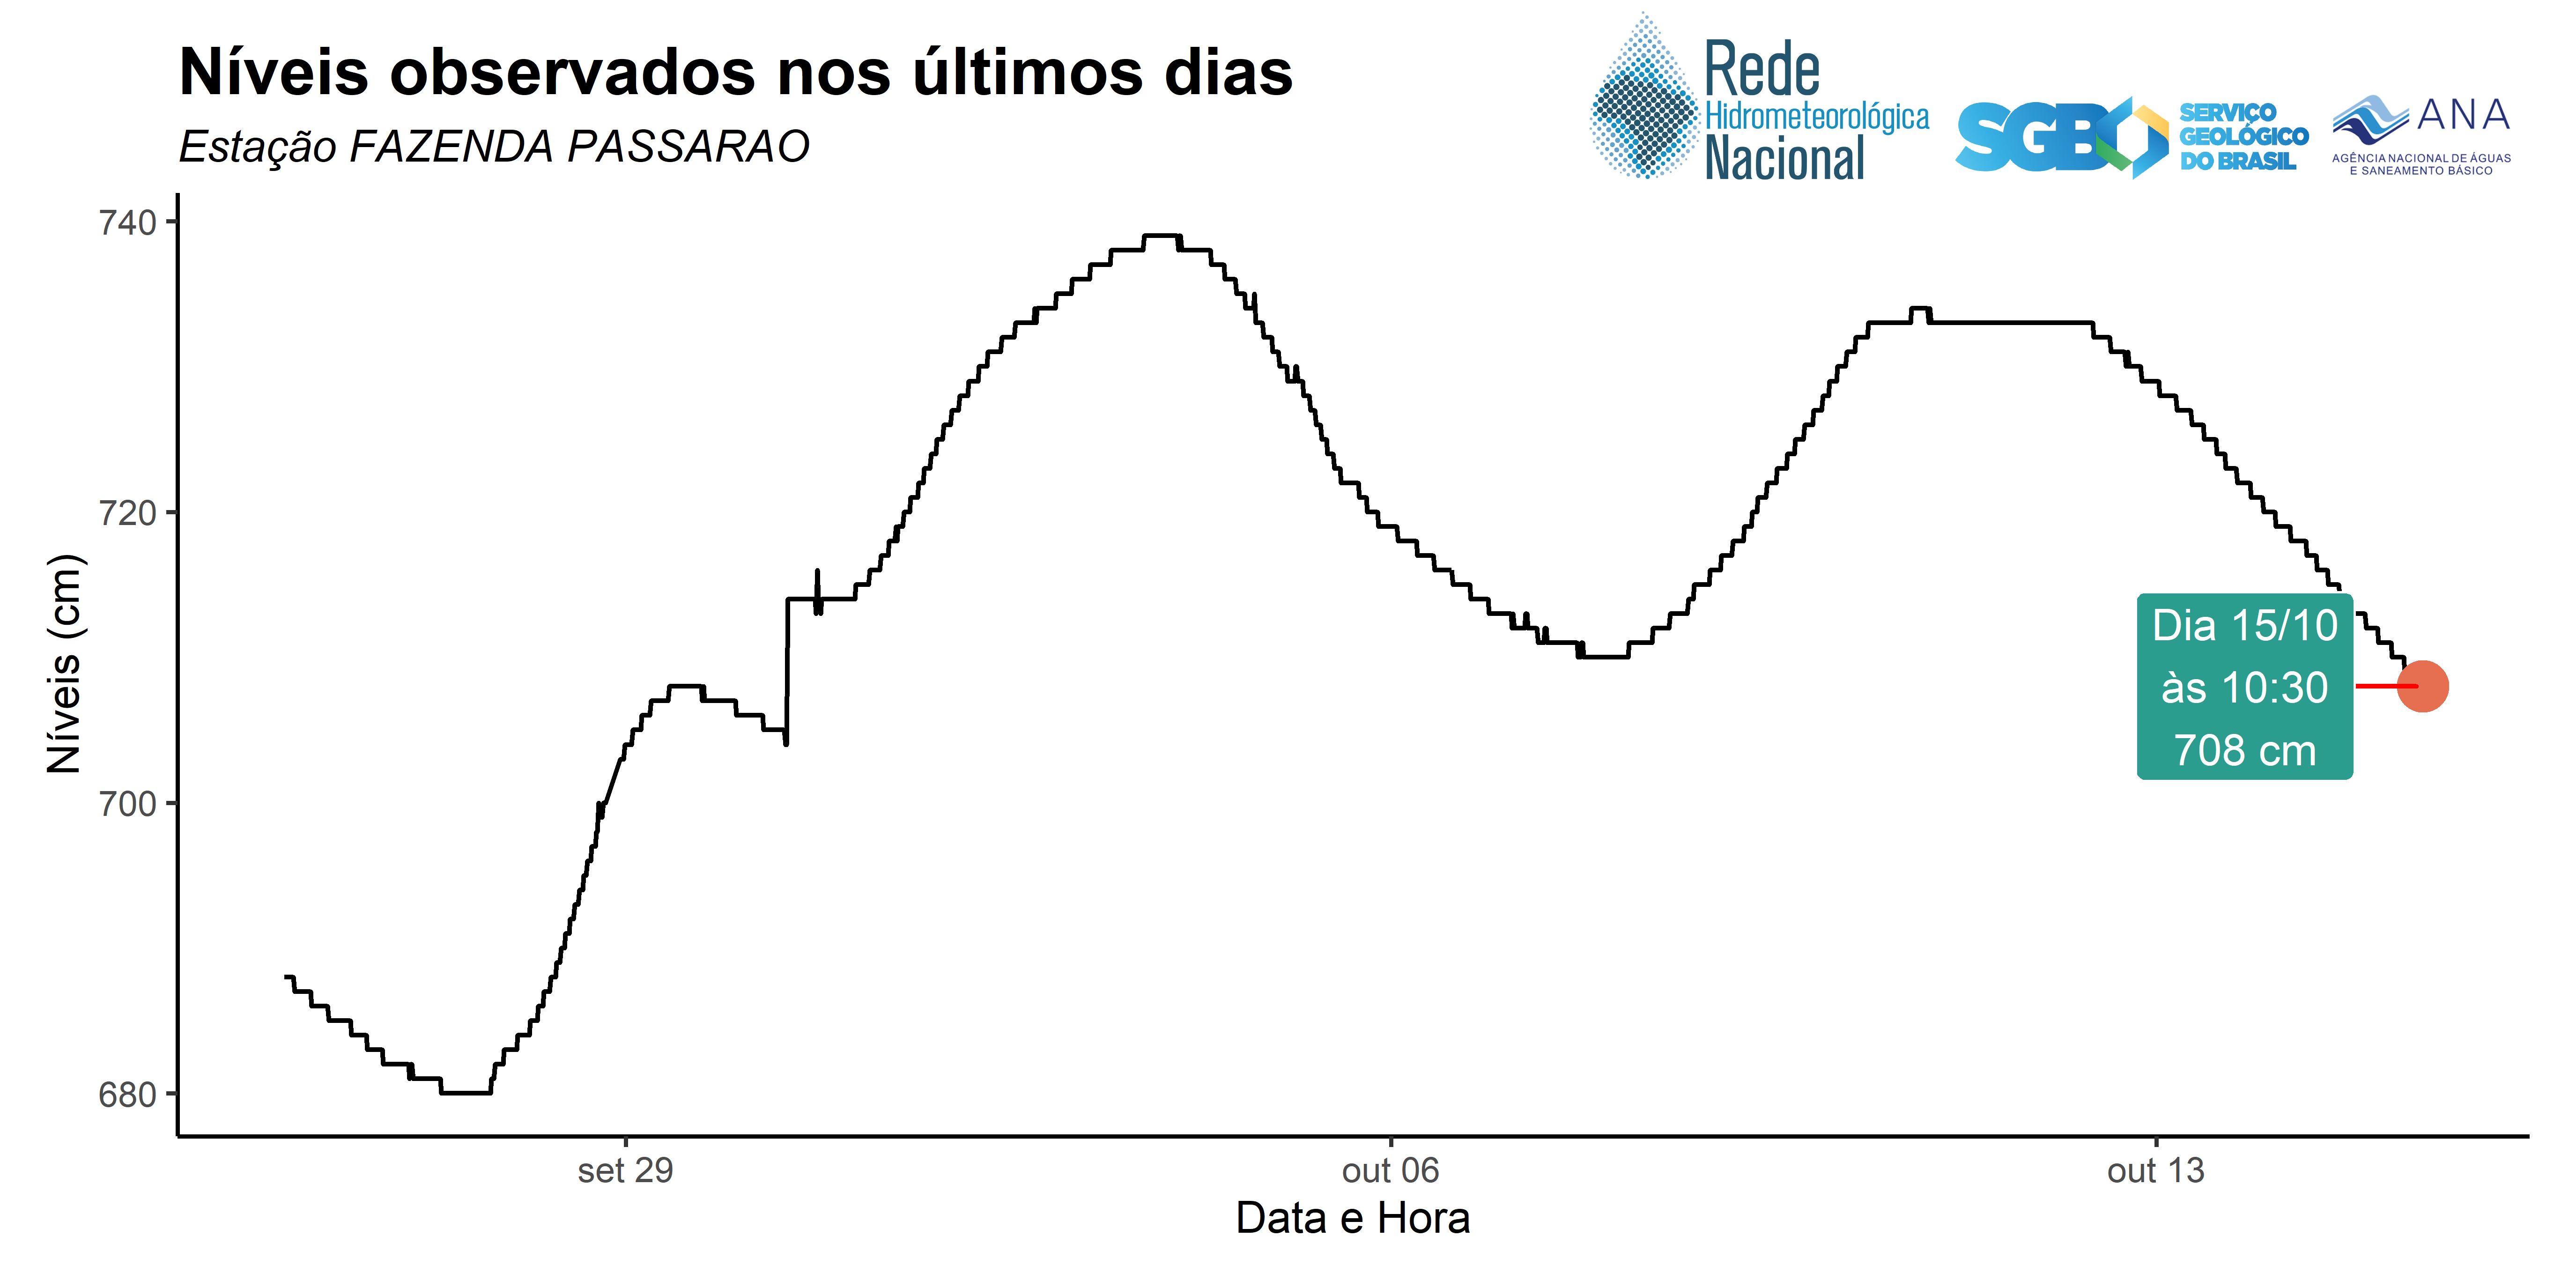 Níveis observados nos últimos dias
Estação FAZENDA PASSARAO
Rede
Hidrometeorológica
Nacional
SGB
SERVIÇO
GEOLÓGICO
DO BRASIL
ANA
AGÊNCIA NACIONAL DE ÁGUAS
E SANEAMENTO BÁSICO
Níveis (cm)
740
720
700
680
Dia 15/10
às 10:30
708 cm
set 29
out 06
out 13
Data e Hora